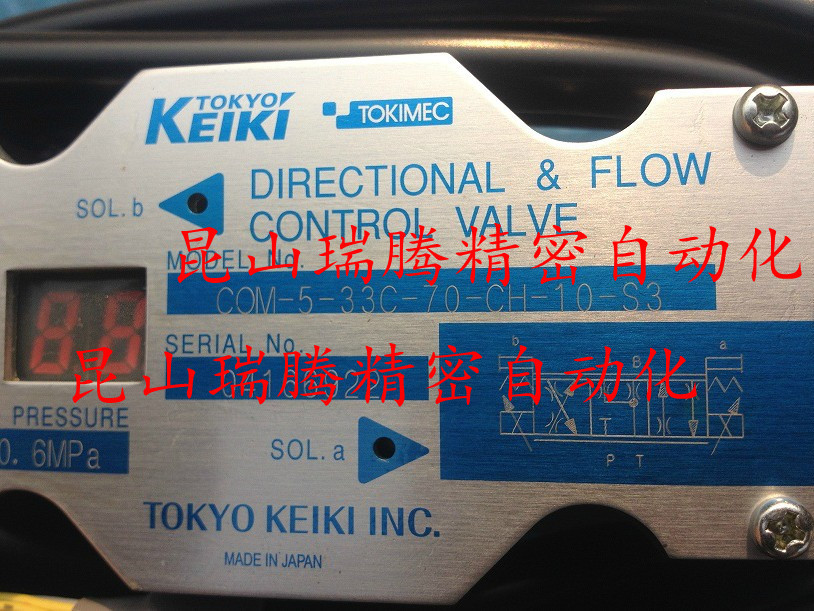 TOKYO
KEIKI
TOKIMEC
SOL. b
DIRECTIONAL & FLOW
CONTROL VALVE
MODEL No.
昆山瑞腾精密自动化
COM-5-33C-70-CH-10-S3
SERIAL No.
昆山瑞腾精密自动化
b B a
T
P T
PRESSURE
0. 6MPa
SOL. a
TOKYO KEIKI INC.
MADE IN JAPAN